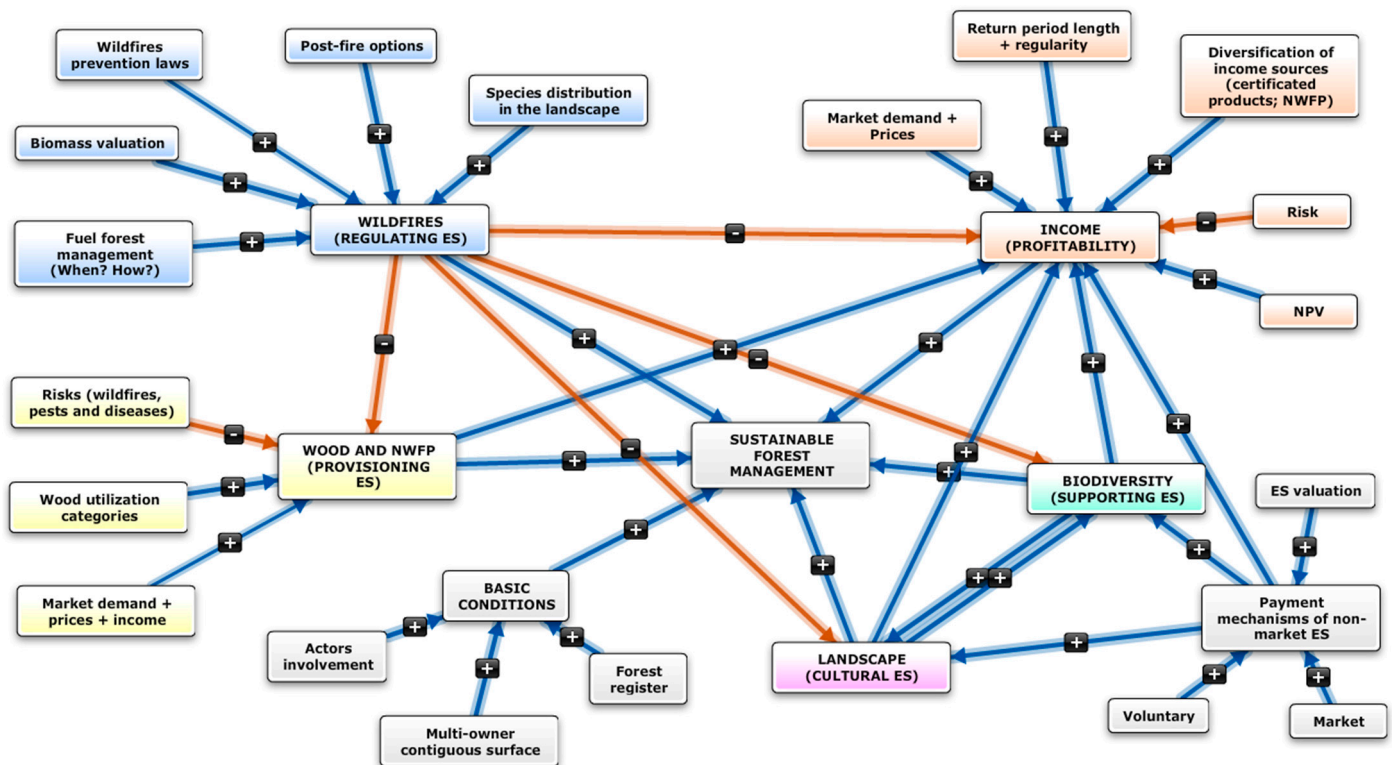 Wildfires
prevention laws
Post-fire options
Species distribution
in the landscape
Biomass valuation
Fuel forest
management
(When? How?)
WILDFIRES
(REGULATING ES)
Return period length
+ regularity
Diversification of
income sources
(certificated
products; NWFP)
Market demand +
Prices
INCOME
(PROFITABILITY)
Risk
NPV
+
+
+
+
+
+
+
+
-
+
-
-
+
+
+
-
+
+
Risks (wildfires,
pests and diseases)
-
WOOD AND NWFP
(PROVISIONING
ES)
Wood utilization
categories
+
Market demand +
prices + income
+
+
-
SUSTAINABLE
FOREST
MANAGEMENT
+
+
BIODIVERSITY
(SUPPORTING ES)
ES valuation
+
+
Payment
mechanisms of non-
market ES
+
+
+
+
+
BASIC
CONDITIONS
Actors
involvement
+
+
+
Forest
register
Multi-owner
contiguous surface
LANDSCAPE
(CULTURAL ES)
+
+
+
Voluntary
Market